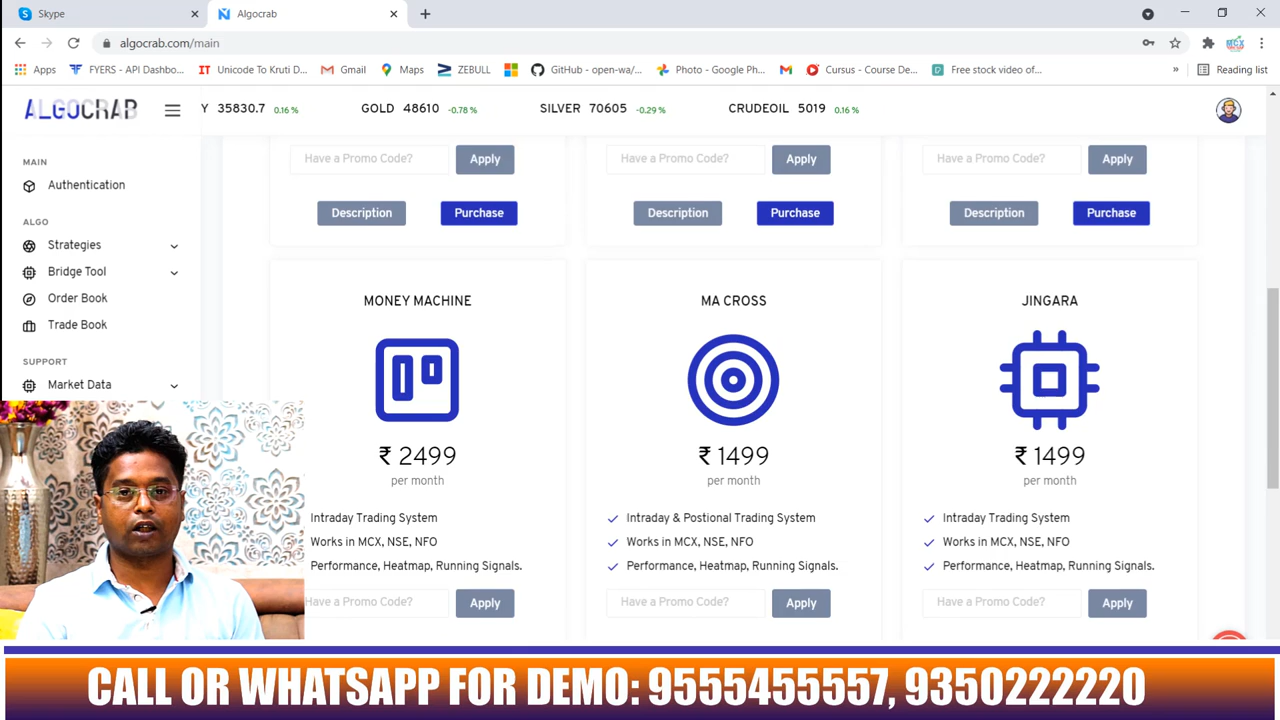 Skype
Algocrab
algocrab.com/main
Apps
FYERS - API Dashbo...
Unicode To Kruti D...
Gmail
Maps
ZEBULL
GitHub - open-wa/...
Photo - Google Ph...
Cursus - Course De...
Free stock video of...
»
Reading list
ALGOCRAB
Y 35830.7 0.16 %
GOLD 48610 -0.78 %
SILVER 70605 -0.29 %
CRUDEOIL 5019 0.16 %
MAIN
Authentication
ALGO
Strategies
Bridge Tool
Order Book
Trade Book
SUPPORT
Market Data
Have a Promo Code? Apply
Description Purchase
Have a Promo Code? Apply
Description Purchase
Have a Promo Code? Apply
Description Purchase
MONEY MACHINE
₹ 2499
per month
Intraday Trading System
Works in MCX, NSE, NFO
Performance, Heatmap, Running Signals.
Have a Promo Code? Apply
MA CROSS
₹ 1499
per month
Intraday & Postional Trading System
Works in MCX, NSE, NFO
Performance, Heatmap, Running Signals.
Have a Promo Code? Apply
JINGARA
₹ 1499
per month
Intraday Trading System
Works in MCX, NSE, NFO
Performance, Heatmap, Running Signals.
Have a Promo Code? Apply
CALL OR WHATSAPP FOR DEMO: 9555455557, 9350222220